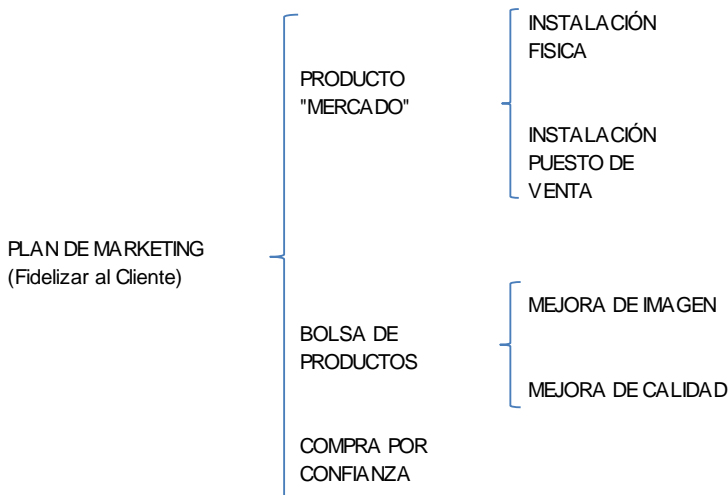 PLAN DE MARKETING
(Fidelizar al Cliente)
PRODUCTO
"MERCADO"
INSTALACIÓN
FISICA
INSTALACIÓN
PUESTO DE
VENTA
BOLSA DE
PRODUCTOS
MEJORA DE IMAGEN
MEJORA DE CALIDAD
COMPRA POR
CONFIANZA